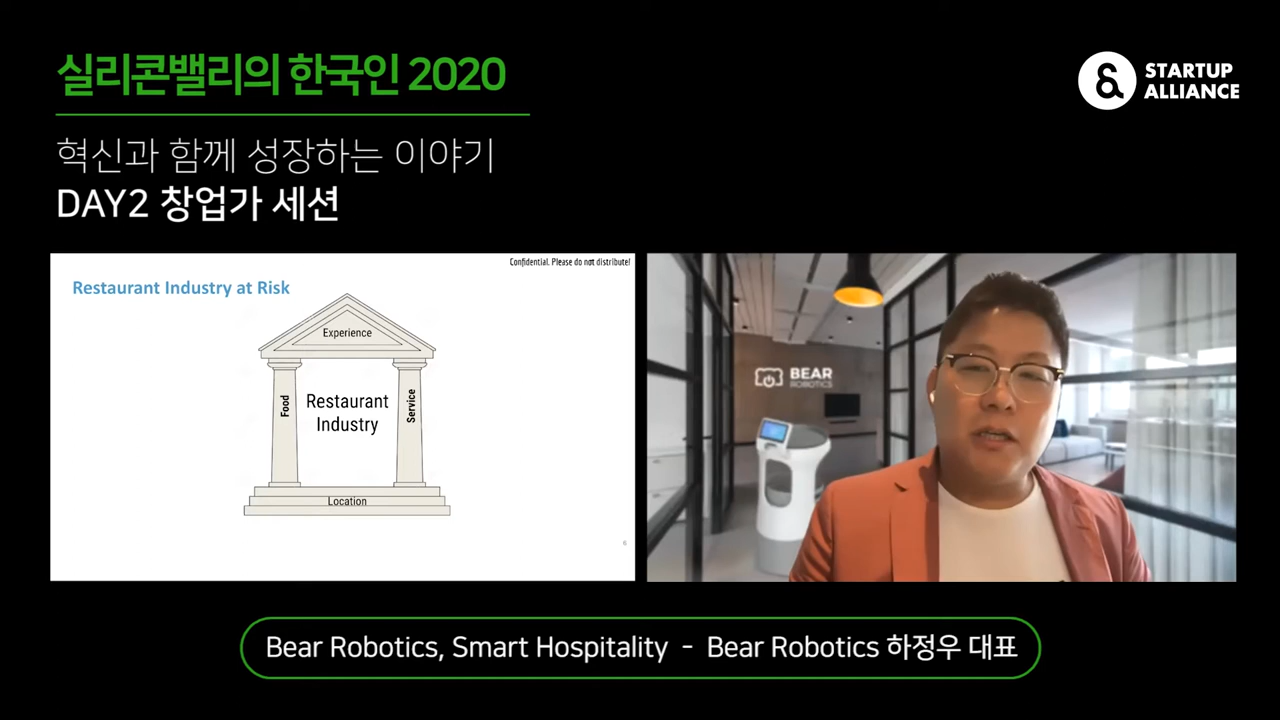 실리콘밸리의 한국인 2020
STARTUP
ALLIANCE
혁신과 함께 성장하는 이야기
DAY2 창업가 세션
Confidential. Please do not distribute!
Restaurant Industry at Risk
Experience
Food
Restaurant
Industry
Service
Location
6
BEAR
ROBOTICS
Bear Robotics, Smart Hospitality - Bear Robotics 하정우 대표